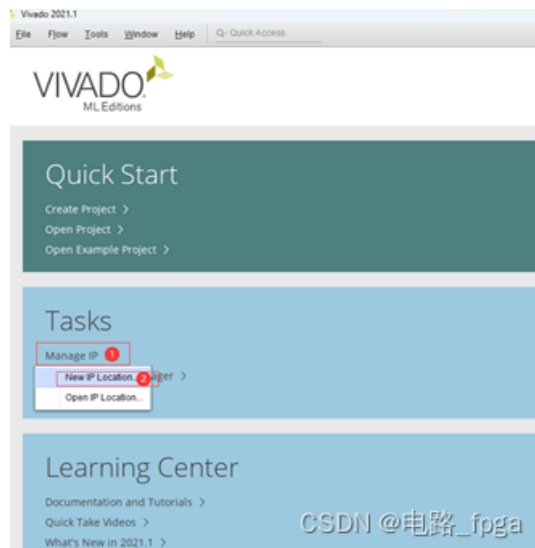 Vivado 2021.1
File Flow Tools Window Help Q- Quick Access
VIVADO
ML Editions
Quick Start
Create Project >
Open Project >
Open Example Project >
Tasks
Manage IP 1
New IP Location... 2 ager >
Open IP Location...
Learning Center
Documentation and Tutorials >
Quick Take Videos >
What's New in 2021.1 >
CSDN @电路_fpga